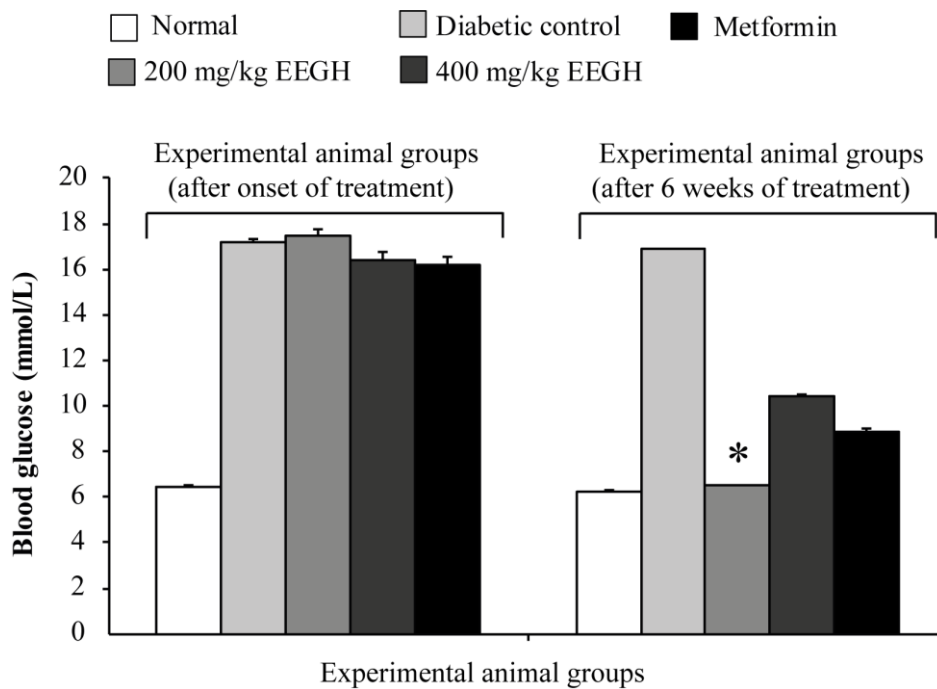 Normal Diabetic control Metformin
200 mg/kg EEGH 400 mg/kg EEGH
Experimental animal groups
(after onset of treatment)
Experimental animal groups
(after 6 weeks of treatment)
Blood glucose (mmol/L)
20
18
16
14
12
10
8
6
4
2
0
*
Experimental animal groups